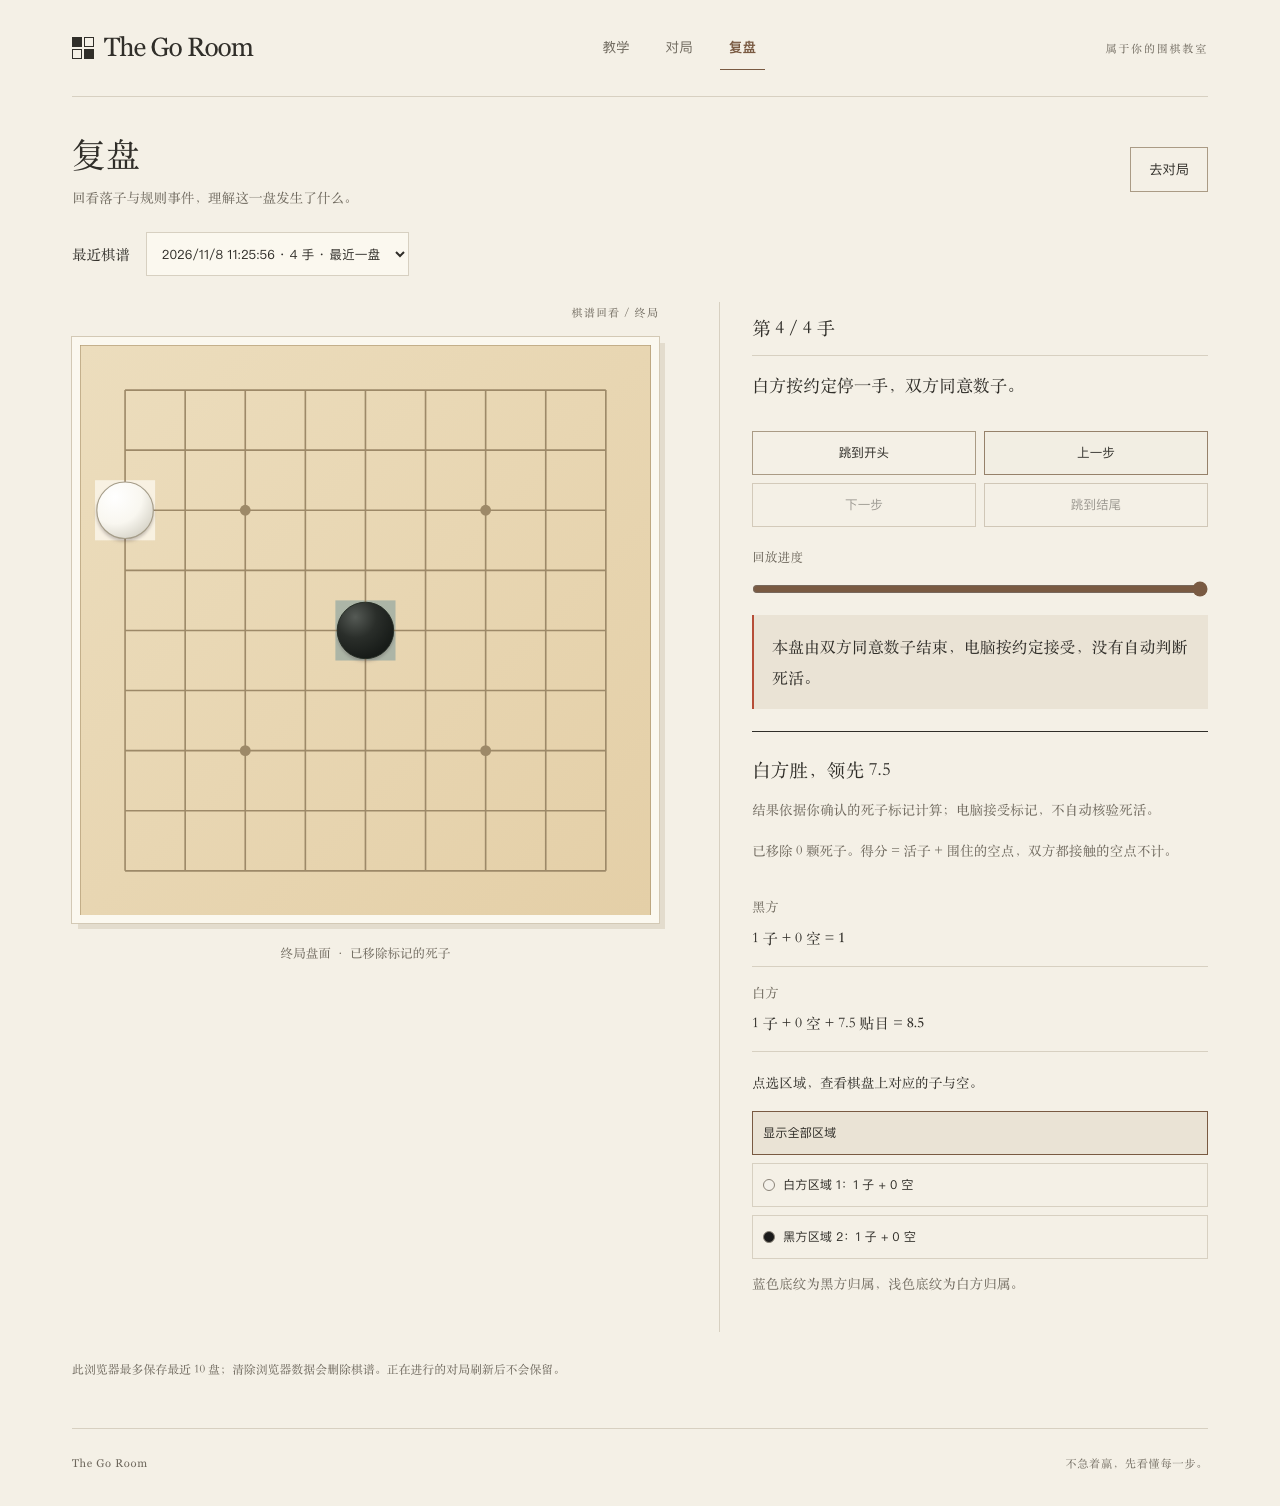 The Go Room
教学
对局
复盘
属于你的围棋教室
复盘
去对局
回看落子与规则事件，理解这一盘发生了什么。
最近棋谱
2026/11/8 11:25:56 · 4 手 · 最近一盘
棋谱回看 / 终局
第 4 / 4 手
白方按约定停一手，双方同意数子。
跳到开头
上一步
下一步
跳到结尾
回放进度
本盘由双方同意数子结束，电脑按约定接受，没有自动判断
死活。
白方胜，领先 7.5
结果依据你确认的死子标记计算；电脑接受标记，不自动核验死活。
已移除 0 颗死子。得分 = 活子 + 围住的空点，双方都接触的空点不计。
黑方
1 子 + 0 空 = 1
白方
1 子 + 0 空 + 7.5 贴目 = 8.5
点选区域，查看棋盘上对应的子与空。
显示全部区域
白方区域 1：1 子 + 0 空
黑方区域 2：1 子 + 0 空
蓝色底纹为黑方归属，浅色底纹为白方归属。
终局盘面 · 已移除标记的死子
此浏览器最多保存最近 10 盘；清除浏览器数据会删除棋谱。正在进行的对局刷新后不会保留。
The Go Room
不急着赢，先看懂每一步。